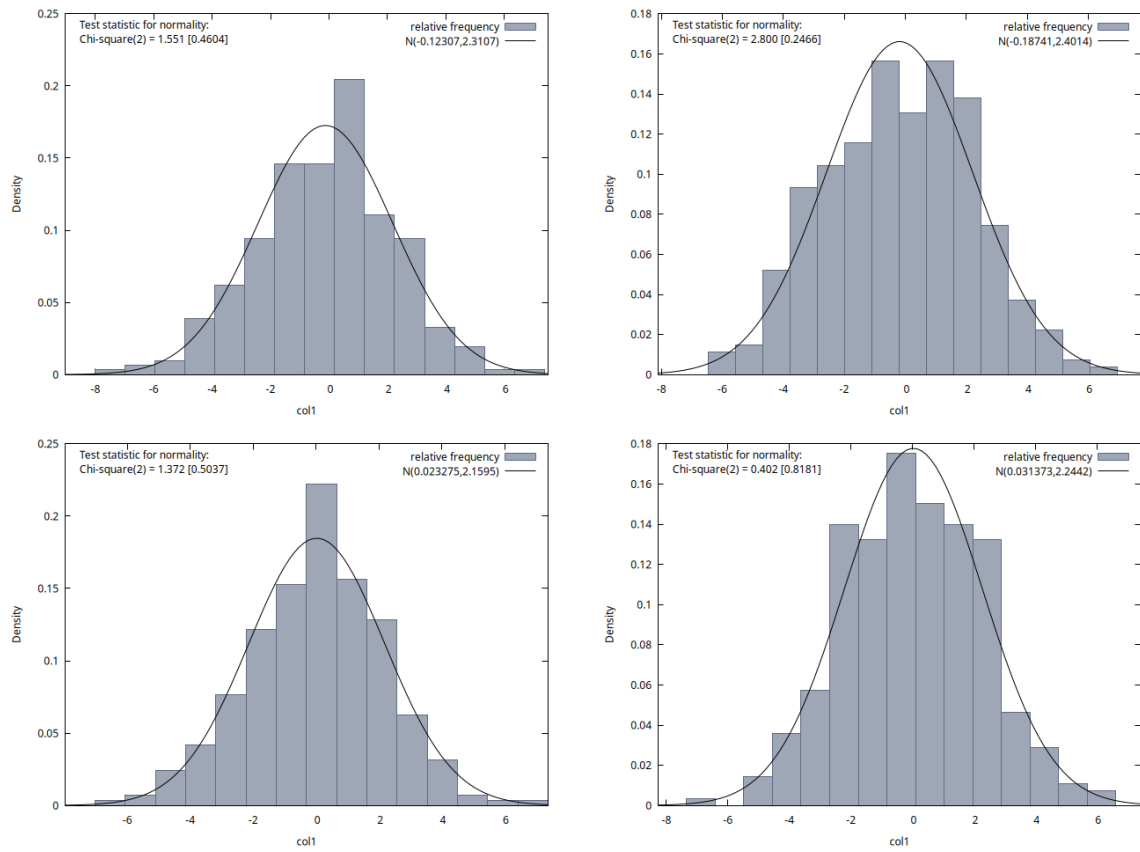 Test statistic for normality:
Chi-square(2) = 1.551 [0.4604]
relative frequency
N(-0.12307,2.3107)
0.25
0.2
0.15
0.1
0.05
0
Density
-8 -6 -4 -2 0 2 4 6
col1
Test statistic for normality:
Chi-square(2) = 2.800 [0.2466]
relative frequency
N(-0.18741,2.4014)
0.18
0.16
0.14
0.12
0.1
0.08
0.06
0.04
0.02
0
Density
-8 -6 -4 -2 0 2 4 6
col1
Test statistic for normality:
Chi-square(2) = 1.372 [0.5037]
relative frequency
N(0.023275,2.1595)
0.25
0.2
0.15
0.1
0.05
0
Density
-6 -4 -2 0 2 4 6
col1
Test statistic for normality:
Chi-square(2) = 0.402 [0.8181]
relative frequency
N(0.031373,2.2442)
0.18
0.16
0.14
0.12
0.1
0.08
0.06
0.04
0.02
0
Density
-8 -6 -4 -2 0 2 4 6
col1